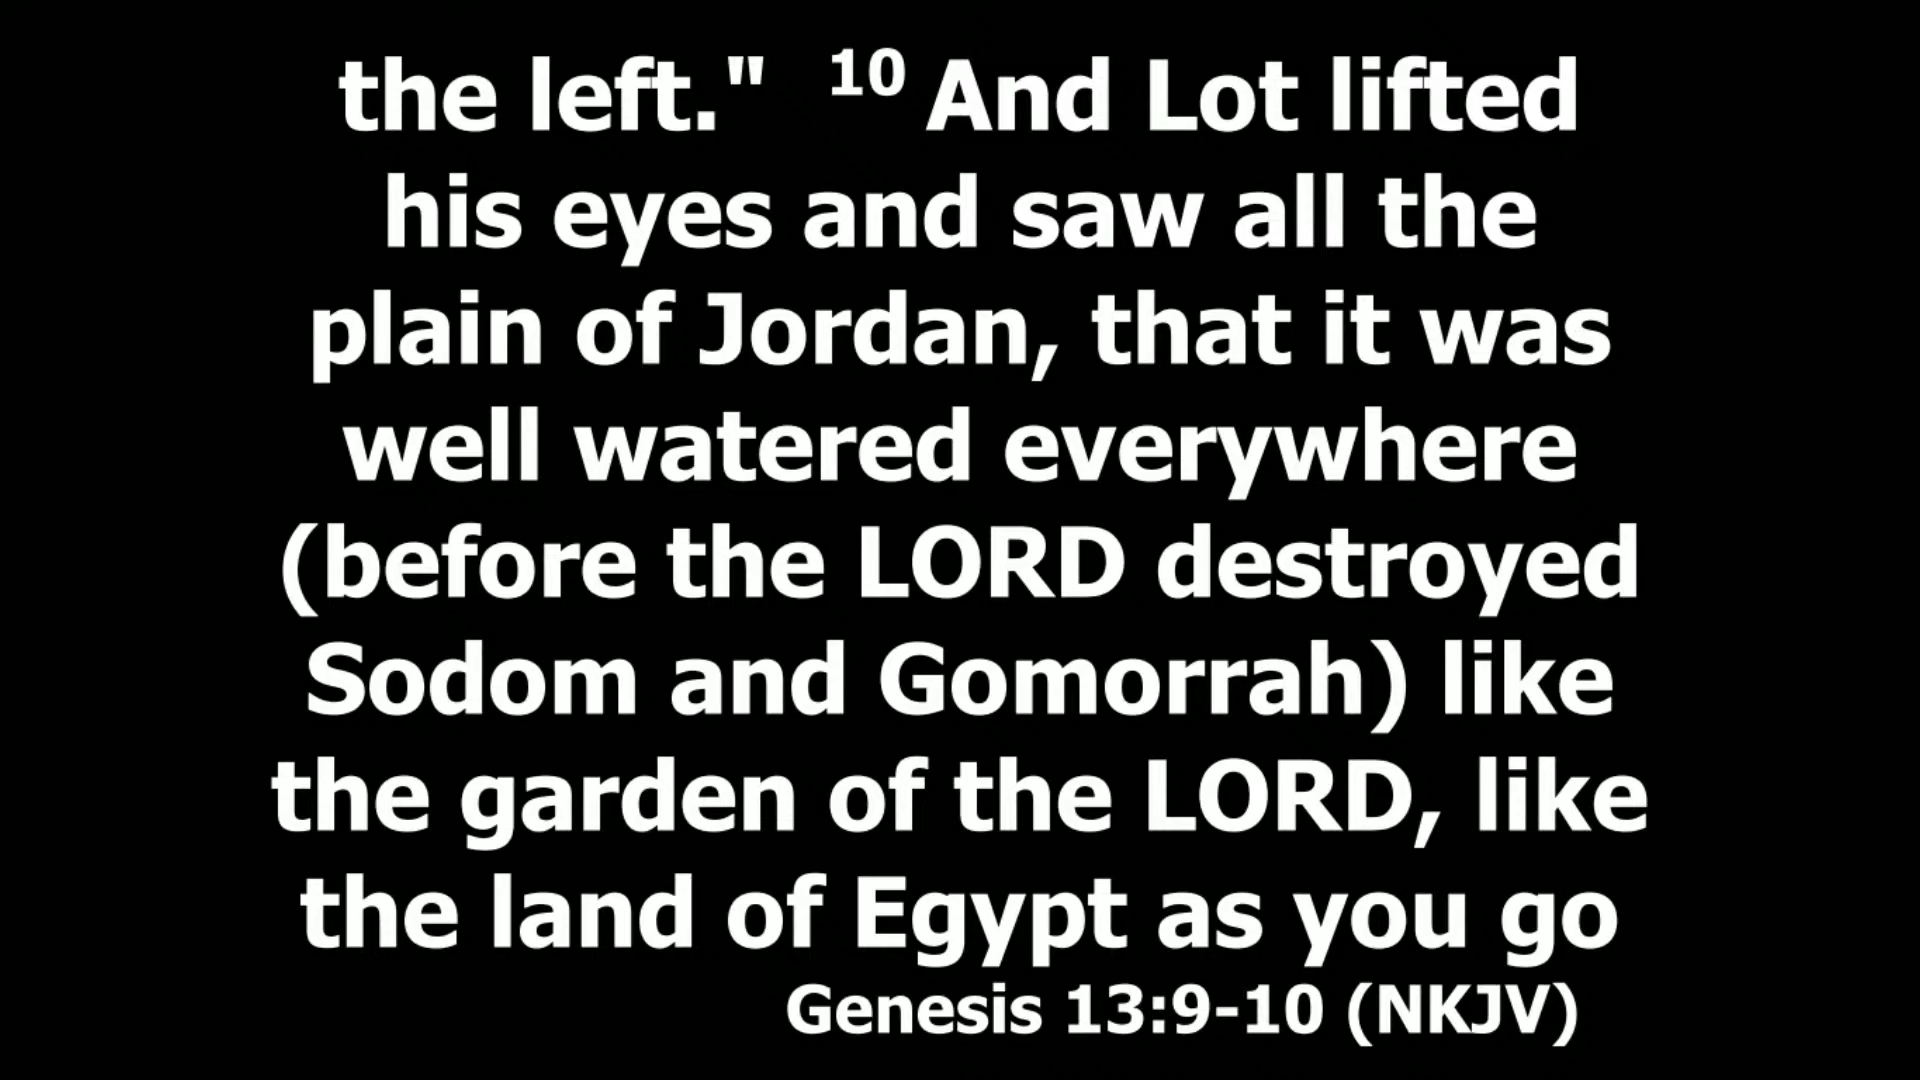 the left." 10 And Lot lifted
his eyes and saw all the
plain of Jordan, that it was
well watered everywhere
(before the LORD destroyed
Sodom and Gomorrah) like
the garden of the LORD, like
the land of Egypt as you go
Genesis 13:9-10 (NKJV)